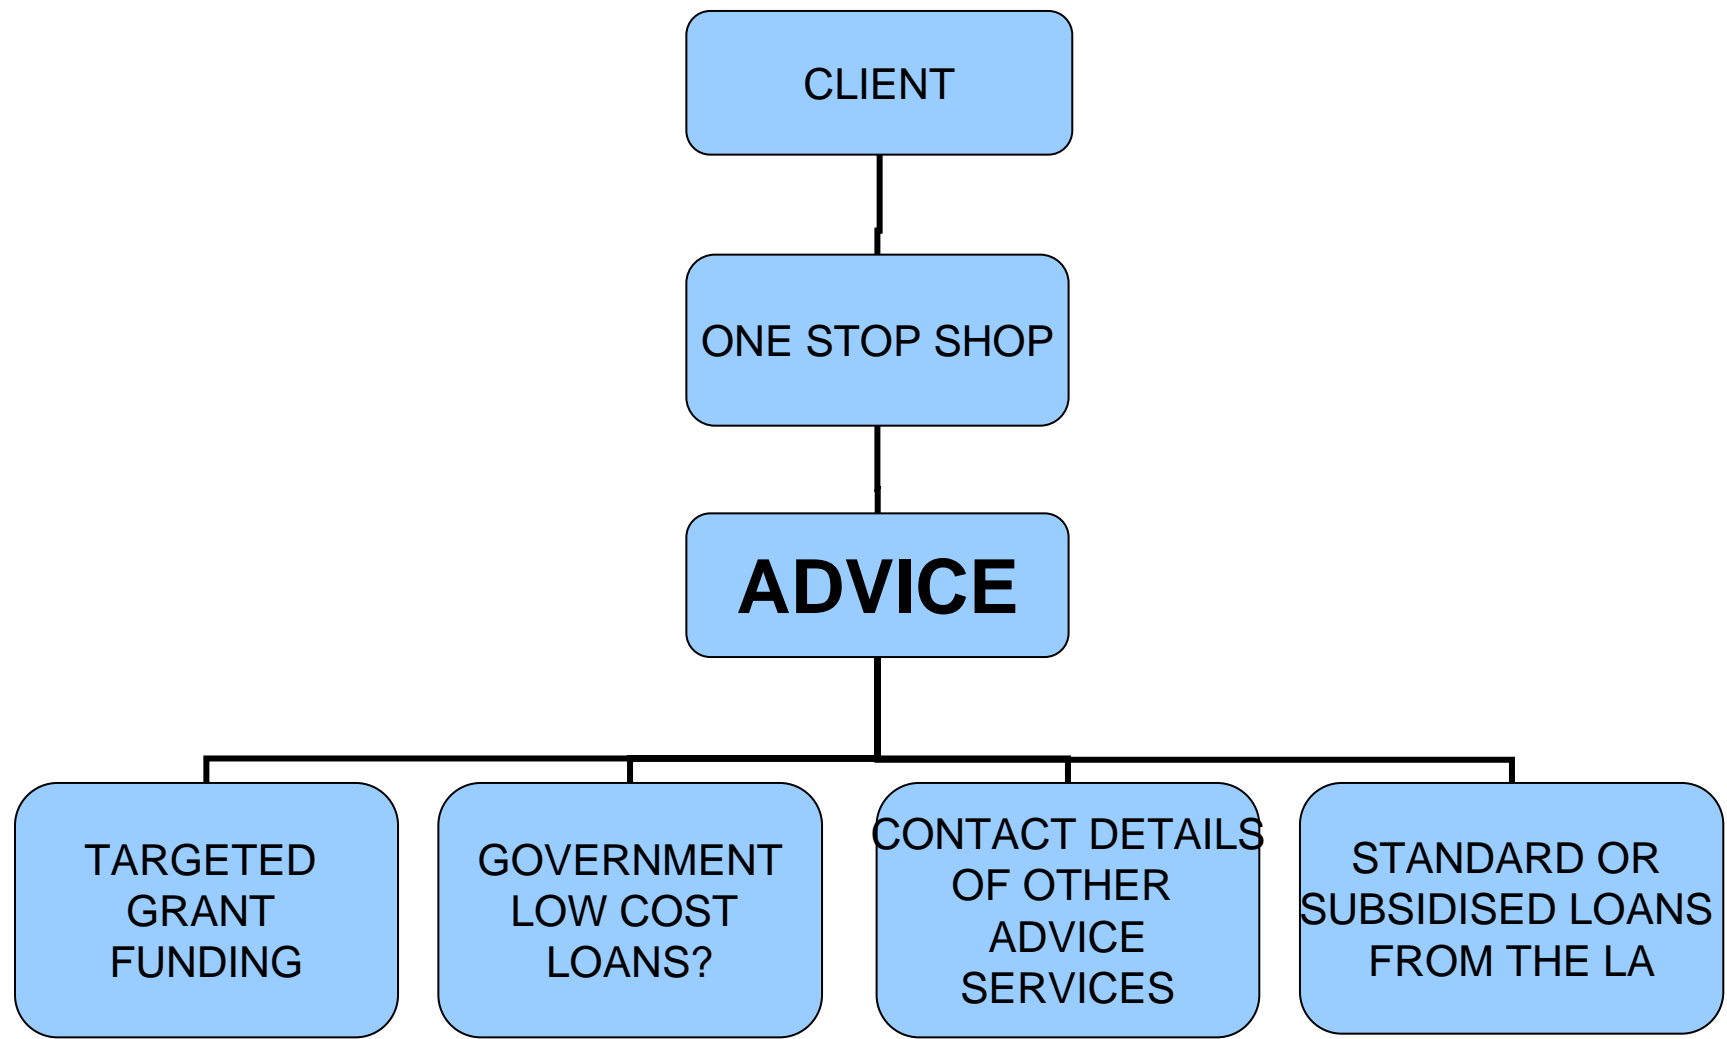 CLIENT
ONE STOP SHOP
ADVICE
TARGETED
GRANT
FUNDING
GOVERNMENT
LOW COST
LOANS?
CONTACT DETAILS
OF OTHER
ADVICE
SERVICES
STANDARD OR
SUBSIDISED LOANS
FROM THE LA